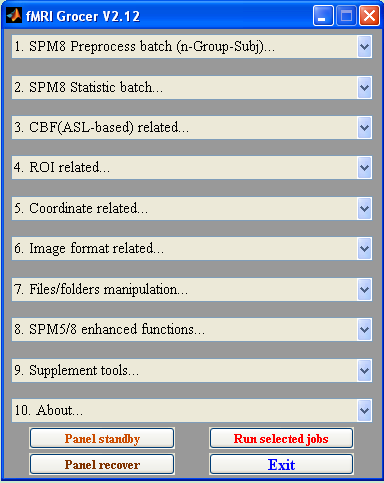 fMRI Grocer V2.12
1. SPM8 Preprocess batch (n-Group-Subj)...
2. SPM8 Statistic batch...
3. CBF(ASL-based) related...
4. ROI related...
5. Coordinate related...
6. Image format related...
7. Files/folders manipulation...
8. SPM5/8 enhanced functions...
9. Supplement tools...
10. About...
Panel standby Run selected jobs
Panel recover Exit